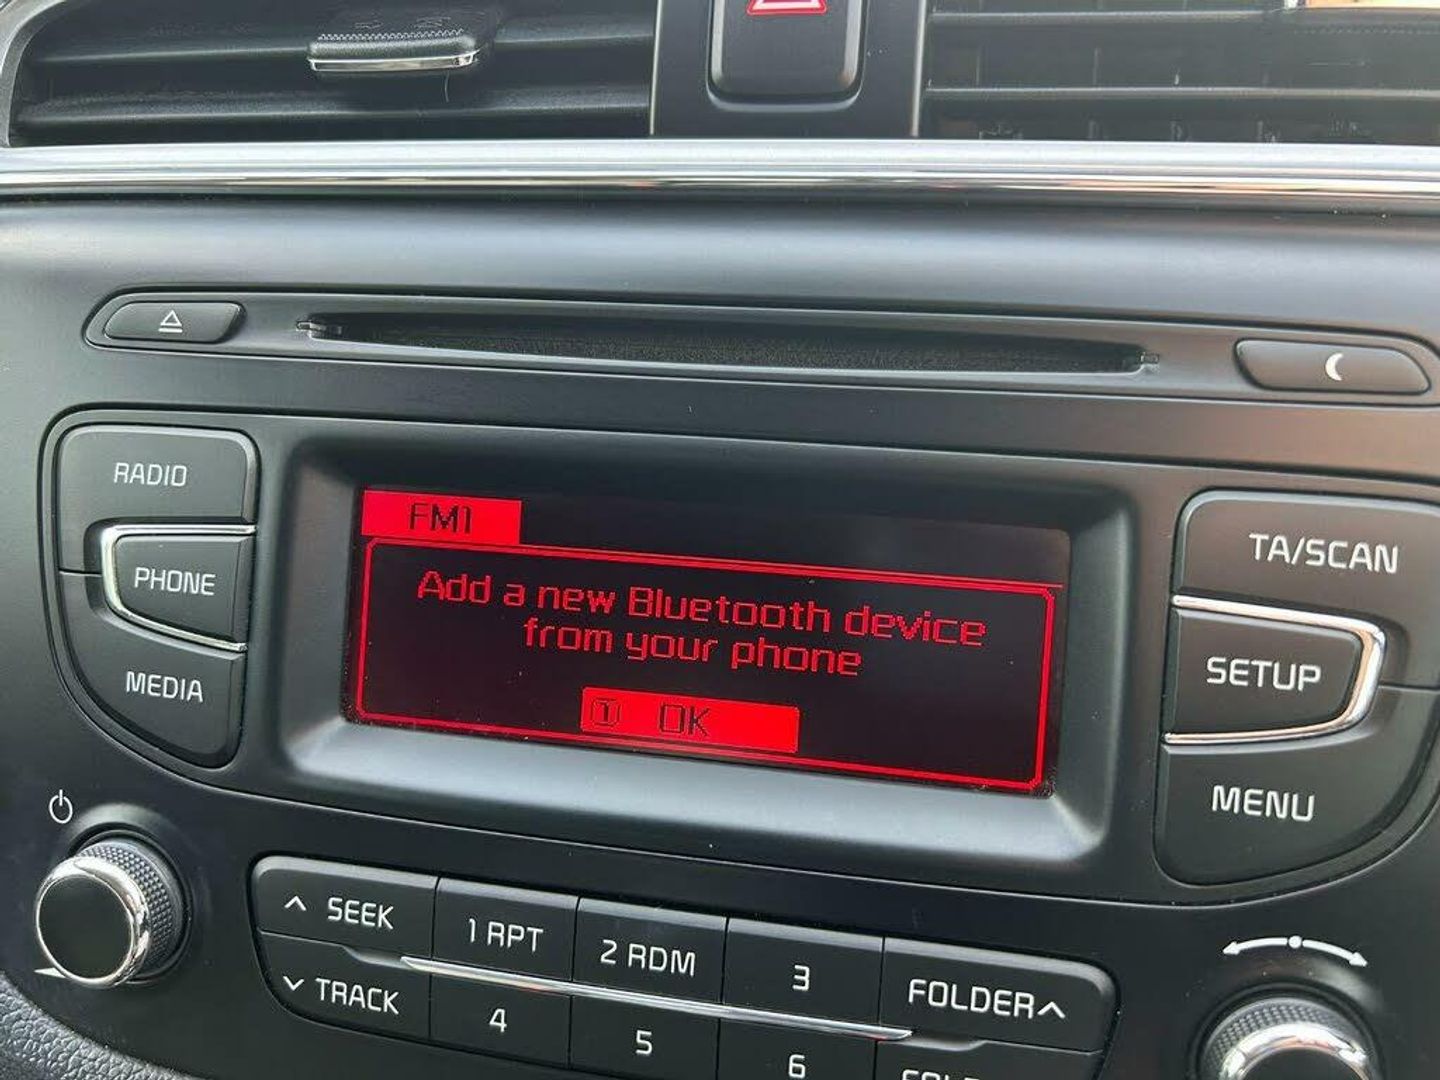 RADIO
PHONE
MEDIA
FM1
Add a new Bluetooth device
from your phone
1 OK
TA/SCAN
SETUP
MENU
SEEK
TRACK
1 RPT
2 RDM
3
FOLDER
4
5
6